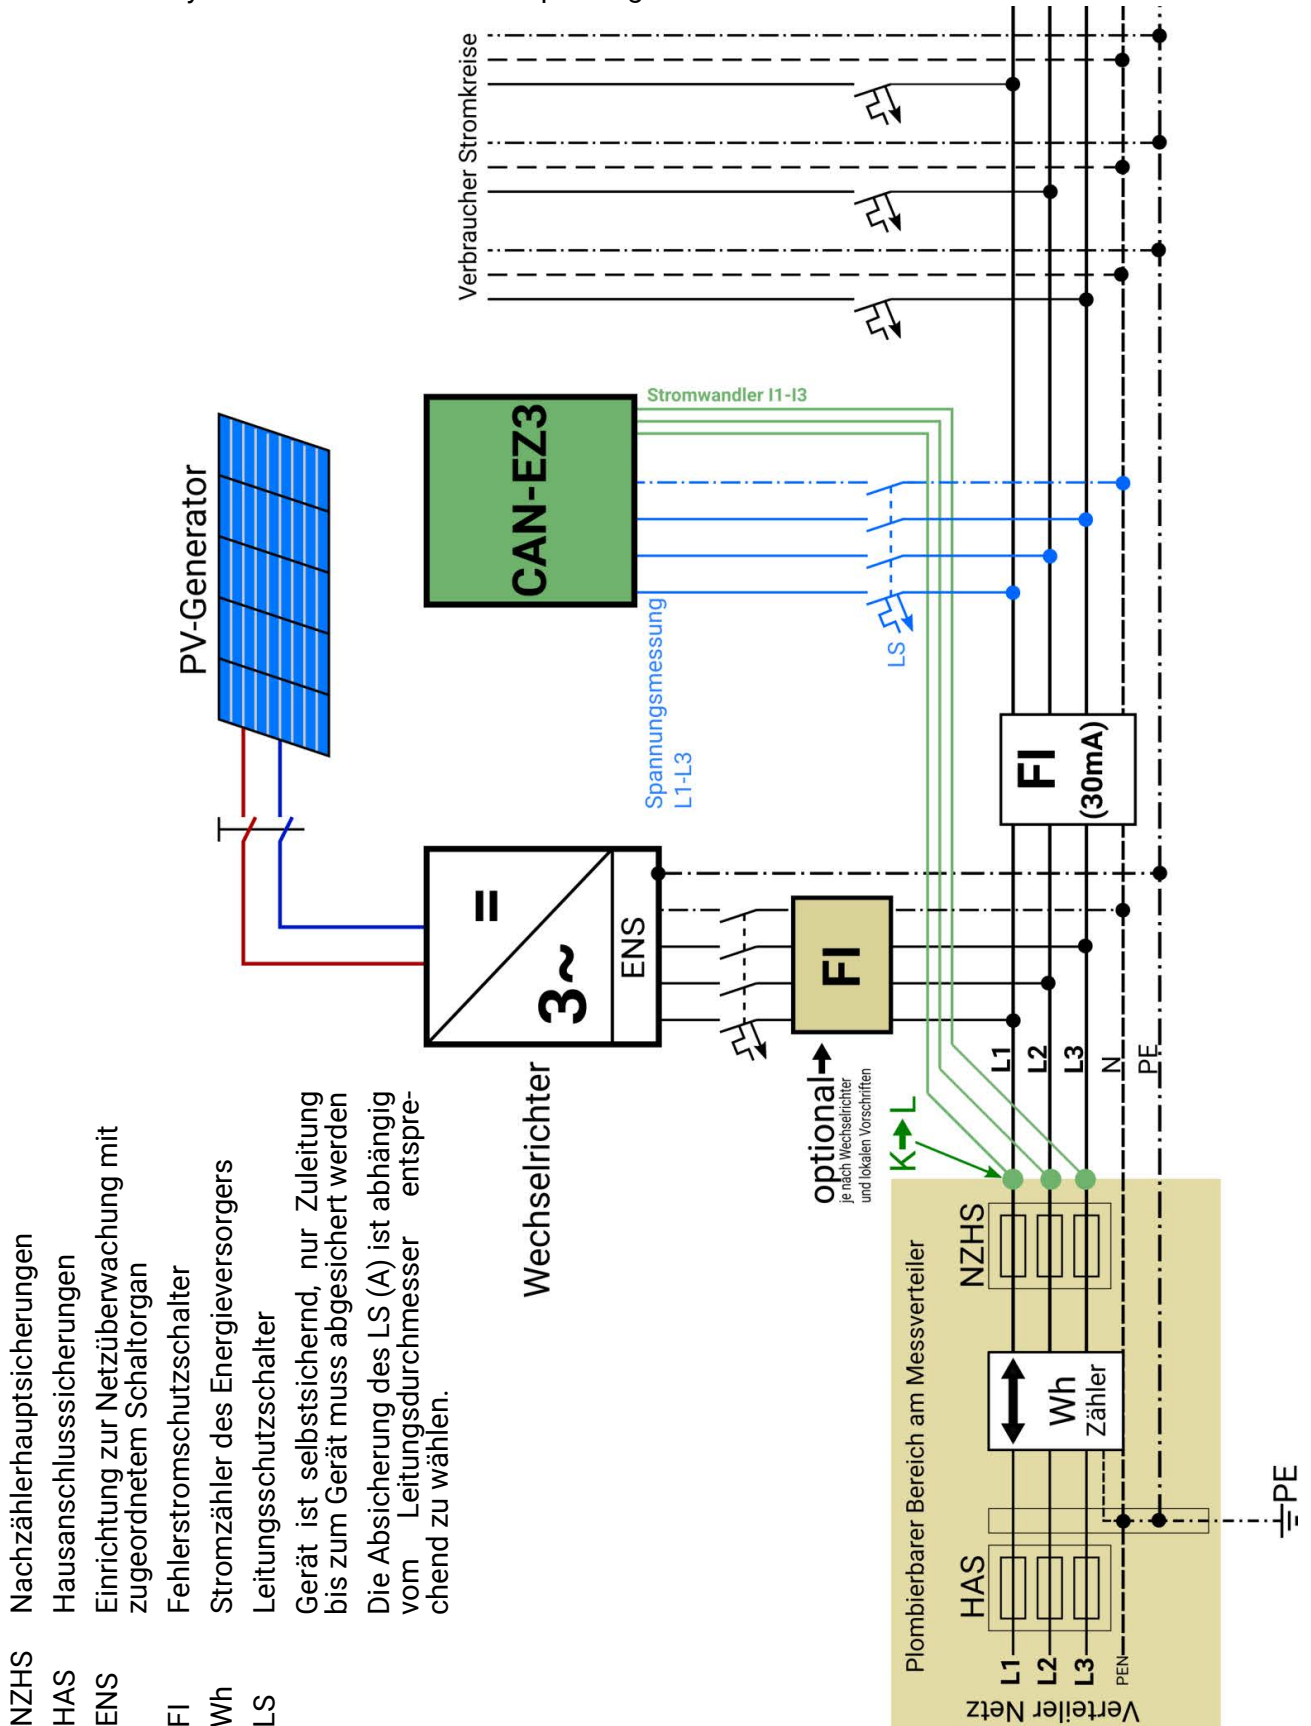 NZHS Nachzählerhauptsicherungen
HAS Hausanschlusssicherungen
ENS Einrichtung zur Netzüberwachung mit
zugeordnetem Schaltorgan
FI Fehlerstromschutzschalter
Wh Stromzähler des Energieversorgers
LS Leitungsschutzschalter
Gerät ist selbstsichernd, nur Zuleitung
bis zum Gerät muss abgesichert werden
Die Absicherung des LS (A) ist abhängig
vom Leitungsdurchmesser entspre-
chend zu wählen.
PV-Generator
Wechselrichter
=
3~
ENS
CAN-EZ3
Stromwandler I1-I3
Spannungsmessung
L1-L3
LS
Verbraucher Stromkreise
optional
je nach Wechselrichter
und lokalen Vorschriften
FI
K→L
FI
(30mA)
L1
L2
L3
N
PE
Plombierbarer Bereich am Messverteiler
HAS
Wh
Zähler
NZHS
L1
L2
L3
PEN
Verteiler Netz
PE